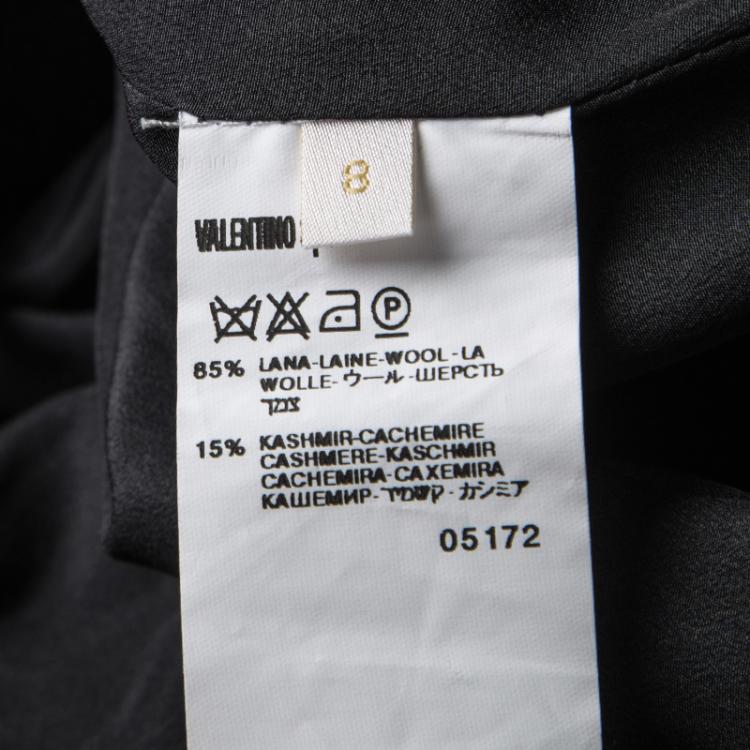 8
VALENTINO
P
85% LANA-LAINE-WOOL-LA
WOLLE-ウール-ШЕРСТЬ
צמר
15% KASHMIR-CACHEMIRE
CASHMERE-KASCHMIR
CACHEMIRA-CAXEMIRA
КАШЕМИР- - カシミア
05172